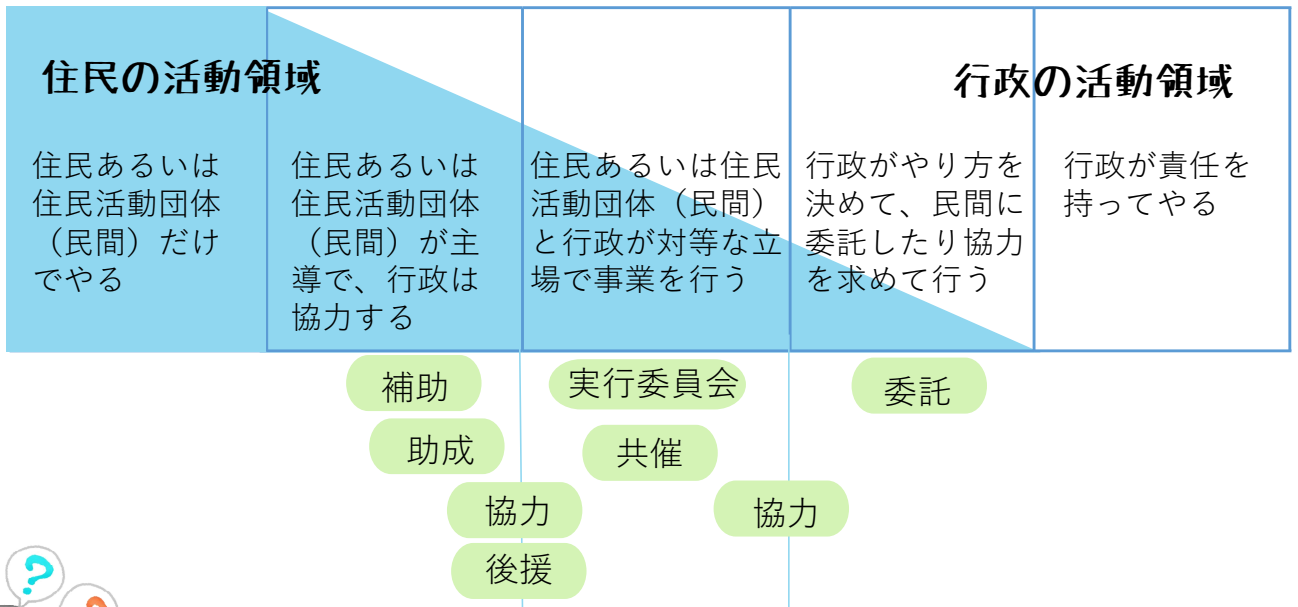 住民の活動領域
行政の活動領域
住民あるいは
住民活動団体
（民間）だけ
でやる
住民あるいは
住民活動団体
（民間）が主
導で、行政は
協力する
住民あるいは住民
活動団体（民間）
と行政が対等な立
場で事業を行う
行政がやり方を
決めて、民間に
委託したり協力
を求めて行う
行政が責任を
持ってやる
補助
実行委員会
委託
助成
共催
協力
協力
後援
?
?